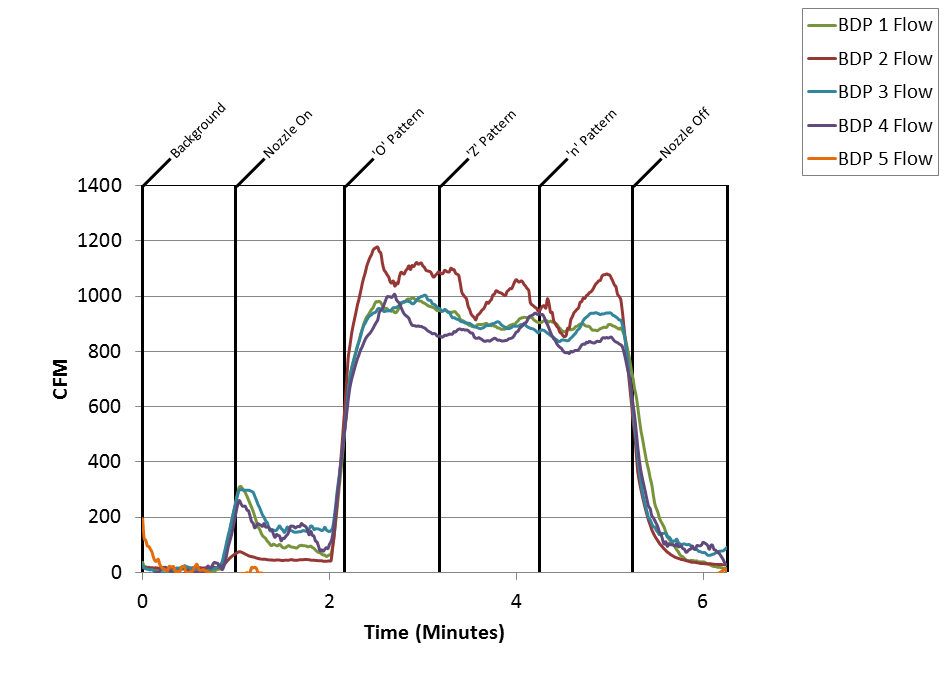 BDP 1 Flow
BDP 2 Flow
BDP 3 Flow
BDP 4 Flow
BDP 5 Flow
Background
Nozzle On
'O' Pattern
'Z' Pattern
'n' Pattern
Nozzle Off
1400
1200
1000
800
600
400
200
0
CFM
0 2 4 6
Time (Minutes)